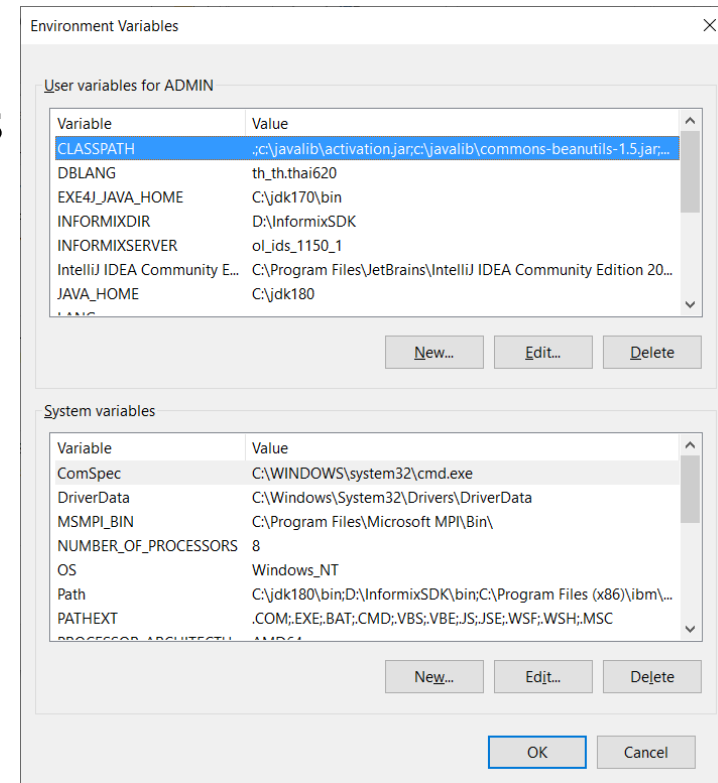 Environment Variables
User variables for ADMIN
Variable Value
CLASSPATH .;c:\javalib\activation.jar;c:\javalib\commons-beanutils-1.5.jar;...
DBLANG th_th.thai620
EXE4J_JAVA_HOME C:\jdk170\bin
INFORMIXDIR D:\InformixSDK
INFORMIXSERVER ol_ids_1150_1
IntelliJ IDEA Community E... C:\Program Files\JetBrains\IntelliJ IDEA Community Edition 20...
JAVA_HOME C:\jdk180
New... Edit... Delete
System variables
Variable Value
ComSpec C:\WINDOWS\system32\cmd.exe
DriverData C:\Windows\System32\Drivers\DriverData
MSMPI_BIN C:\Program Files\Microsoft MPI\Bin\
NUMBER_OF_PROCESSORS 8
OS Windows_NT
Path C:\jdk180\bin;D:\InformixSDK\bin;C:\Program Files (x86)\ibm\...
PATHEXT .COM;.EXE;.BAT;.CMD;.VBS;.VBE;.JS;.JSE;.WSF;.WSH;.MSC
New... Edit... Delete
OK Cancel